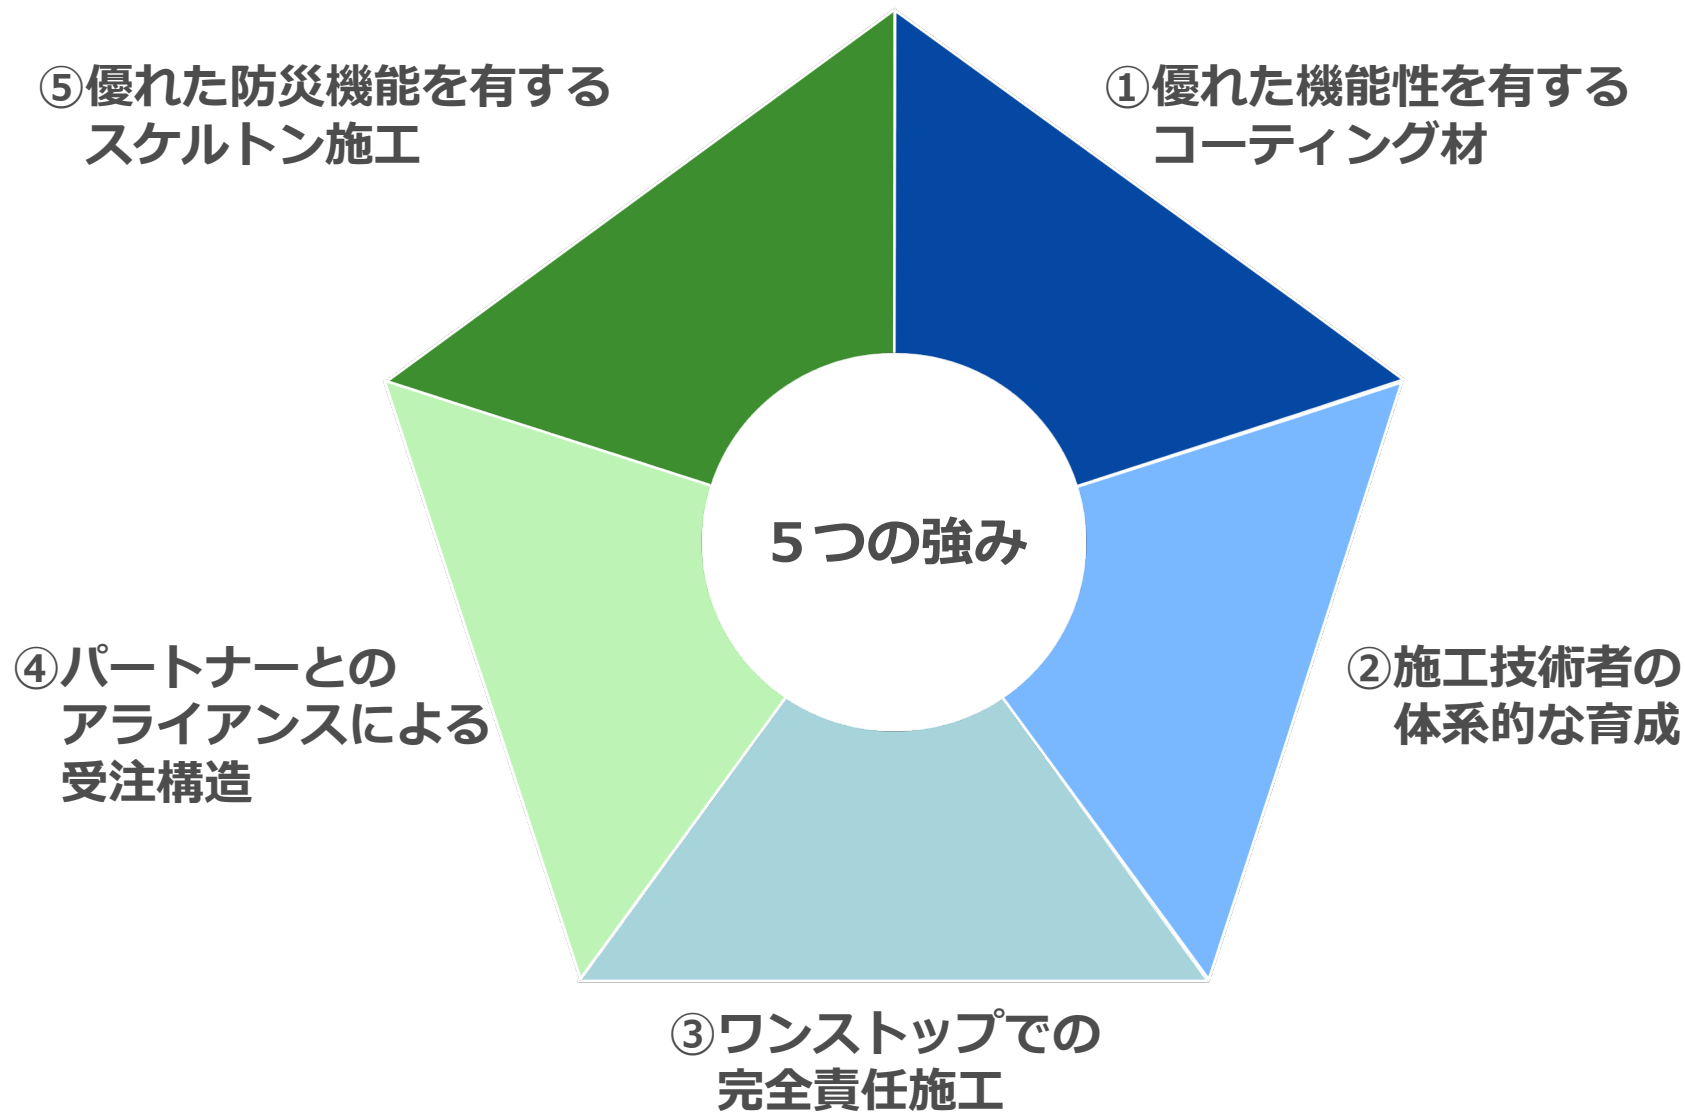 ５つの強み
①優れた機能性を有する
コーティング材
②施工技術者の
体系的な育成
③ワンストップでの
完全責任施工
④パートナーとの
アライアンスによる
受注構造
⑤優れた防災機能を有する
スケルトン施工